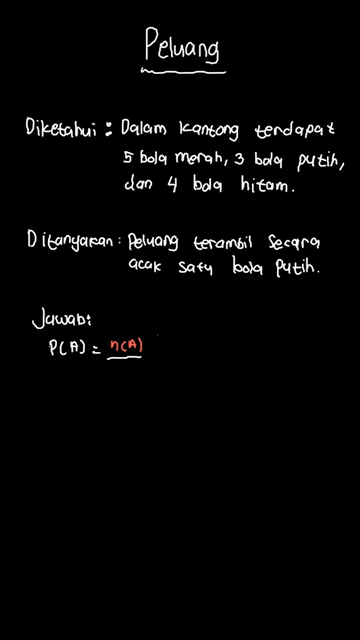 Peluang
Diketahui : Dalam kantong terdapat
5 bola merah, 3 bola putih,
dan 4 bola hitam.
Ditanyakan : Peluang terambil secara
acak satu bola putih.
Jawab :
P(A) = n(A)